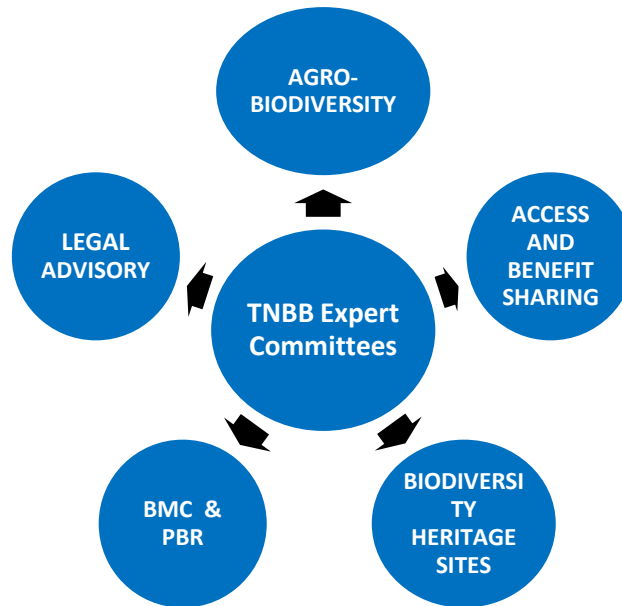 AGRO-
BIODIVERSITY
LEGAL
ADVISORY
ACCESS
AND
BENEFIT
SHARING
TNBB Expert
Committees
BMC & 
PBR
BIODIVERSI
TY
HERITAGE
SITES